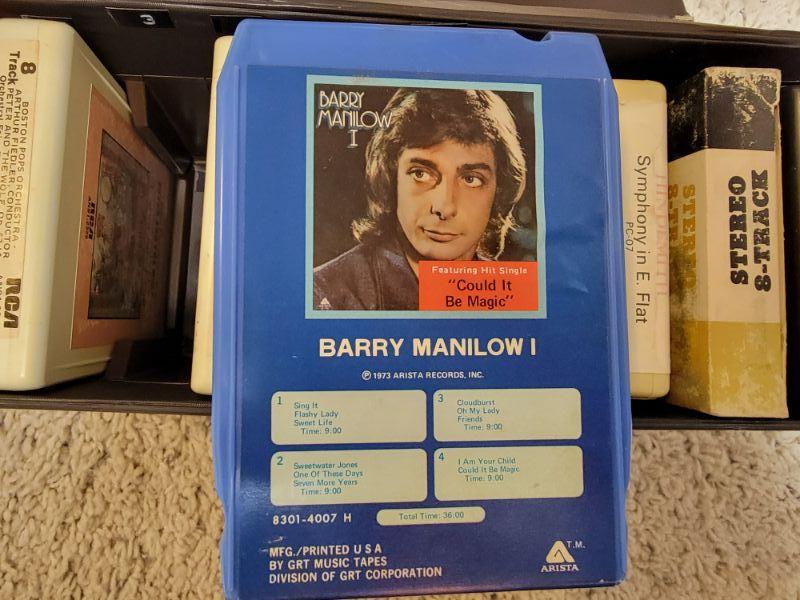 3
8
Track
BOSTON POPS ORCHESTRA
ARTHUR FIEDLER CONDUCTOR
PETER AND THE WOLF
RCA
RCA
BARRY
MANILOW
I
Featuring Hit Single
"Could It
Be Magic"
BARRY MANILOW I
Ⓟ 1973 ARISTA RECORDS, INC.
1
Sing It
Flashy Lady
Sweet Life
Time: 9:00
3
Cloudburst
Oh My Lady
Friends
Time: 9:00
2
Sweetwater Jones
One Of These Days
Seven More Years
Time: 9:00
4
I Am Your Child
Could It Be Magic
Time: 9:00
8301-4007 H
Total Time: 36:00
MFG./PRINTED U S A
BY GRT MUSIC TAPES
DIVISION OF GRT CORPORATION
T.M.
ARISTA
Symphony in E. Flat
PC-07
STEREO
STEREO
8-TRACK